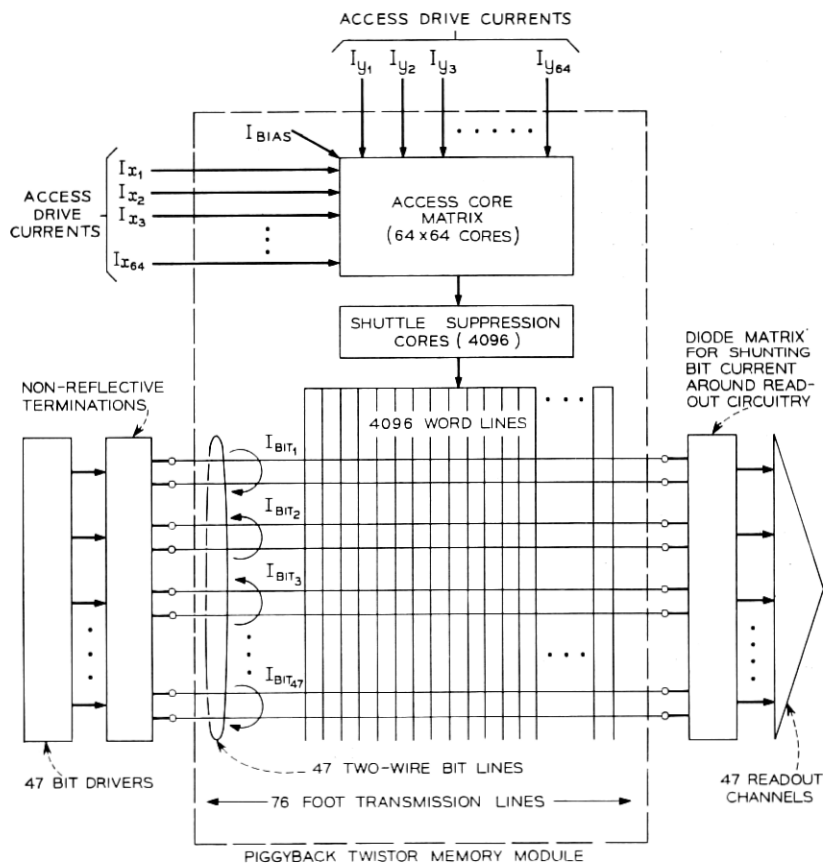 ACCESS DRIVE CURRENTS
Iy1 Iy2 Iy3 Iy64
IBIAS
Ix1
Ix2
Ix3
Ix64
ACCESS
DRIVE
CURRENTS
ACCESS CORE
MATRIX
(64 x 64 CORES)
SHUTTLE SUPPRESSION
CORES (4096)
DIODE MATRIX
FOR SHUNTING
BIT CURRENT
AROUND READ-
OUT CIRCUITRY
NON-REFLECTIVE
TERMINATIONS
4096 WORD LINES
IBIT1
IBIT2
IBIT3
IBIT47
47 BIT DRIVERS
47 TWO-WIRE BIT LINES
47 READOUT
CHANNELS
76 FOOT TRANSMISSION LINES
PIGGYBACK TWISTOR MEMORY MODULE